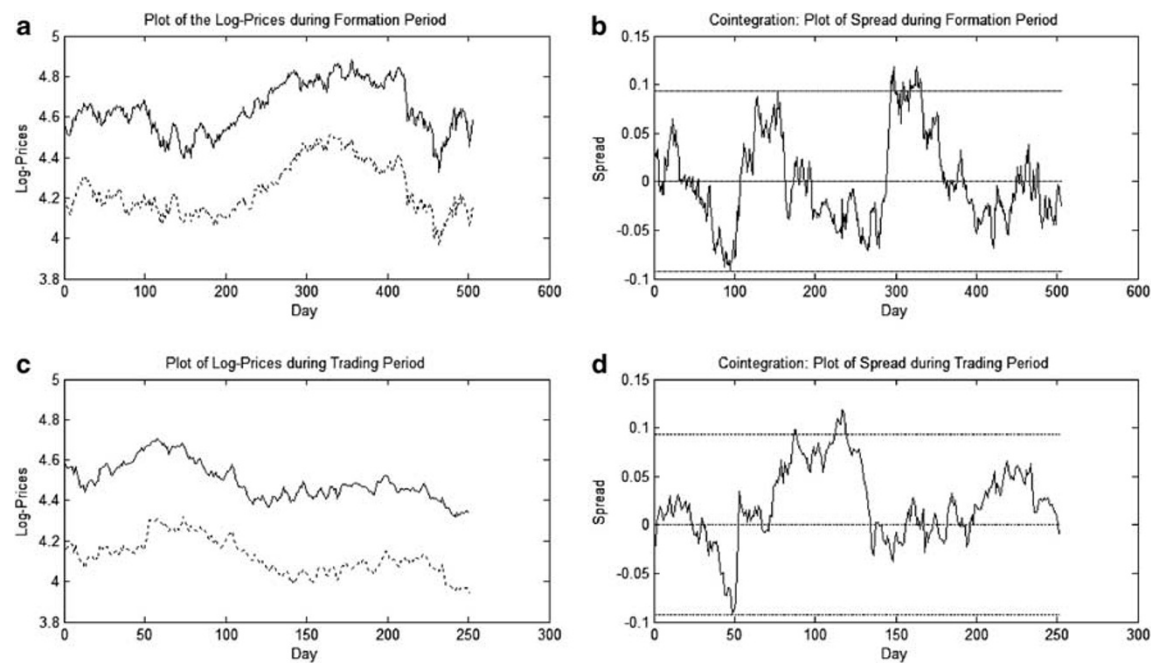 a
Plot of the Log-Prices during Formation Period
5
4.8
4.6
4.4
4.2
4
3.8
Log-Prices
0 100 200 300 400 500 600
Day
b
Cointegration: Plot of Spread during Formation Period
0.15
0.1
0.05
0
-0.05
-0.1
Spread
0 100 200 300 400 500 600
Day
c
Plot of Log-Prices during Trading Period
5
4.8
4.6
4.4
4.2
4
3.8
Log-Prices
0 50 100 150 200 250 300
Day
d
Cointegration: Plot of Spread during Trading Period
0.15
0.1
0.05
0
-0.05
-0.1
Spread
0 50 100 150 200 250 300
Day